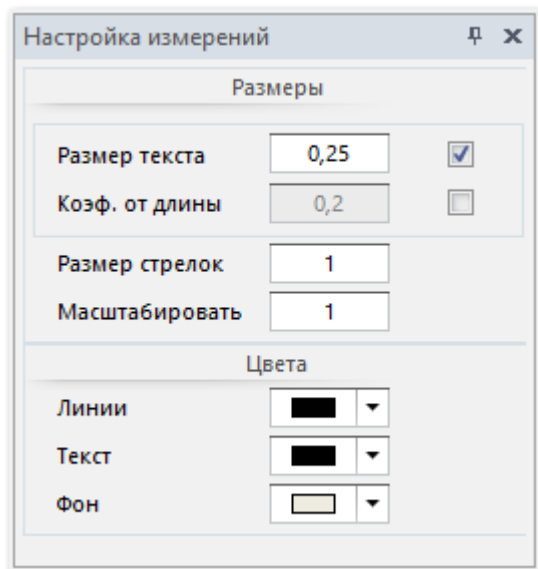 Настройка измерений
Размеры
Размер текста 0,25
Коэф. от длины 0,2
Размер стрелок 1
Масштабировать 1
Цвета
Линии
Текст
Фон